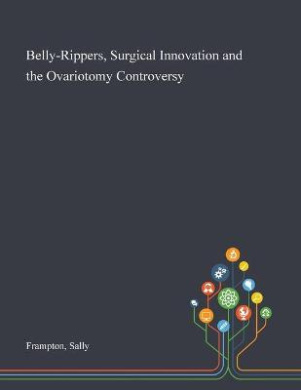 Belly-Rippers, Surgical Innovation and
the Ovariotomy Controversy
Frampton, Sally